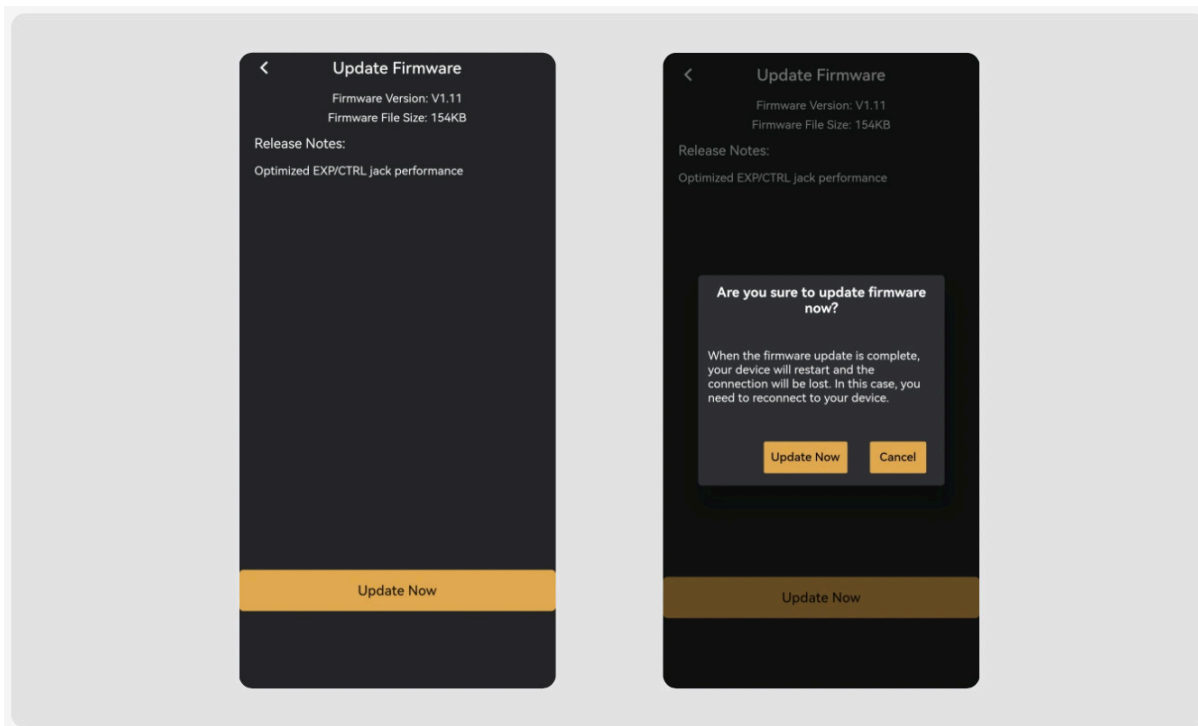 Update Firmware
Firmware Version: V1.11
Firmware File Size: 154KB
Release Notes:
Optimized EXP/CTRL jack performance
Update Now
Update Firmware
Firmware Version: V1.11
Firmware File Size: 154KB
Release Notes:
Optimized EXP/CTRL jack performance
Are you sure to update firmware
now?
When the firmware update is complete,
your device will restart and the
connection will be lost. In this case, you
need to reconnect to your device.
Update Now Cancel
Update Now